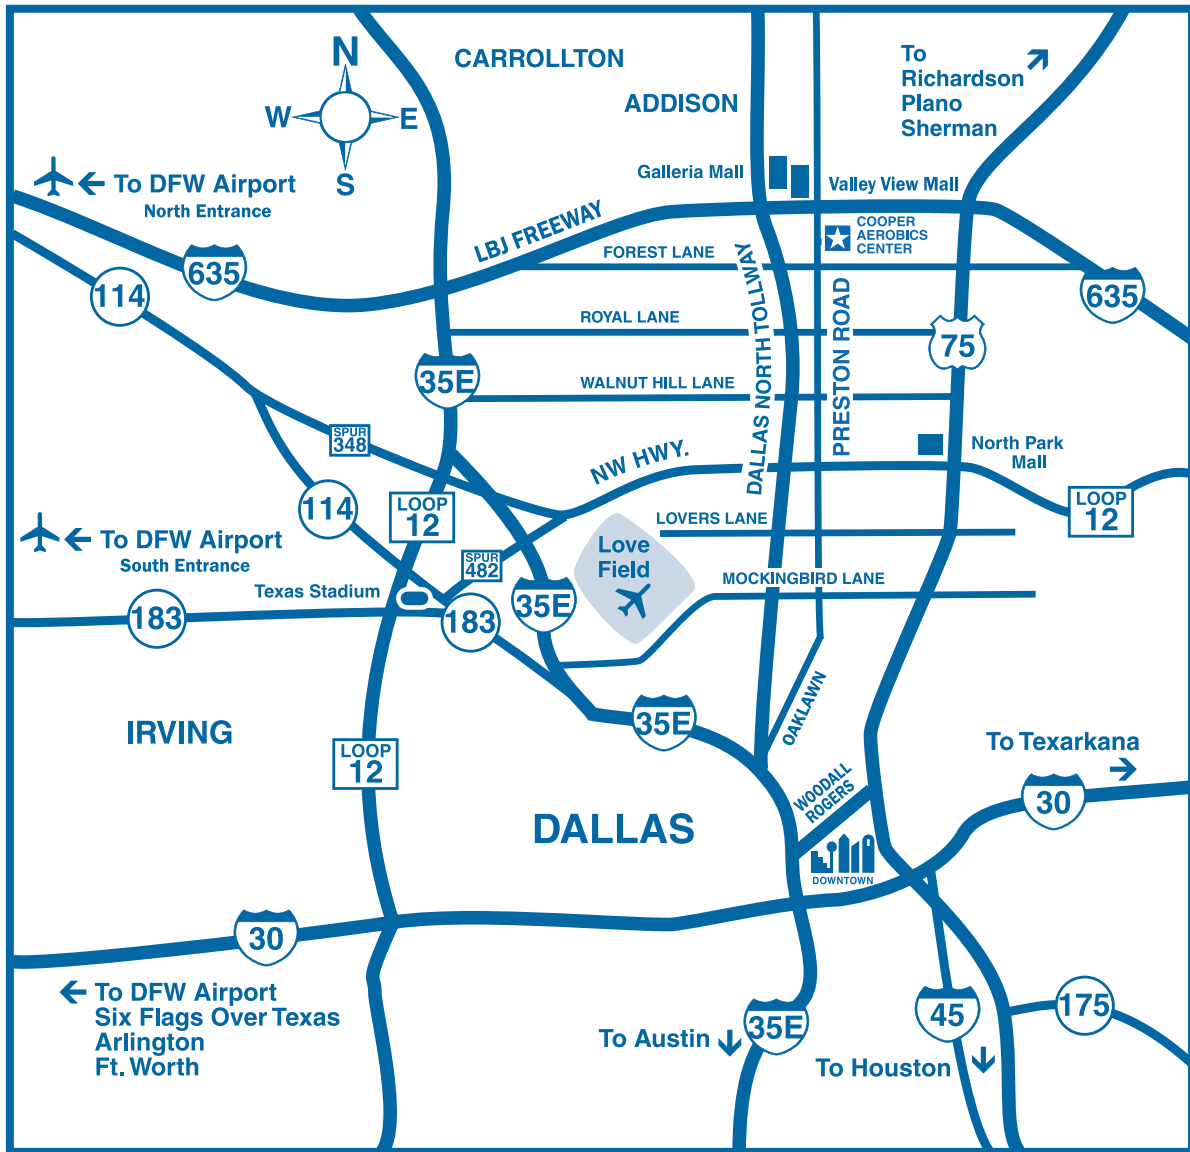 N
W
E
S
CARROLLTON
ADDISON
To
Richardson
Plano
Sherman
To DFW Airport
North Entrance
Galleria Mall
Valley View Mall
LBJ FREEWAY
COOPER
AEROBICS
CENTER
FOREST LANE
635
114
635
DALLAS NORTH TOLLWAY
PRESTON ROAD
ROYAL LANE
75
35E
WALNUT HILL LANE
SPUR
348
NW HWY.
North Park
Mall
114
LOOP
12
LOOP
12
LOVERS LANE
To DFW Airport
South Entrance
Love
Field
SPUR
482
MOCKINGBIRD LANE
Texas Stadium
35E
183
183
OAKLAWN
35E
IRVING
To Texarkana
LOOP
12
WOODALL
ROGERS
30
DALLAS
DOWNTOWN
30
To DFW Airport
Six Flags Over Texas
Arlington
Ft. Worth
To Austin
35E
45
175
To Houston